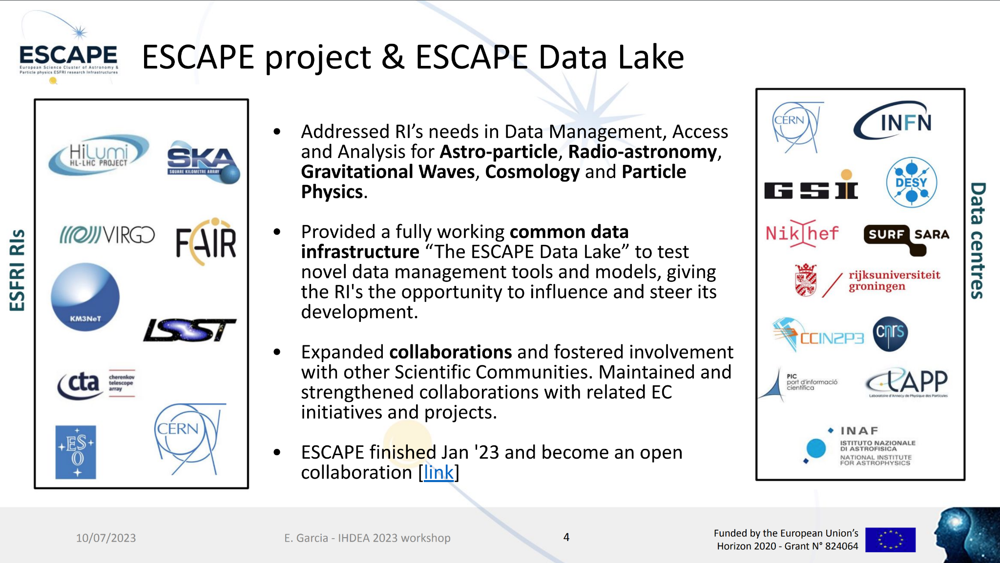 ESCAPE
European Science Cluster of Astronomy &
Particle physics ESFRI research Infrastructures
ESCAPE project & ESCAPE Data Lake
ESFRI RIs
HiLumi
HL-LHC PROJECT
SKA
SQUARE KILOMETRE ARRAY
VIRGO
FAIR
KM3NeT
LSST
cta
cherenkov
telescope
array
ES
O
CERN
• Addressed RI’s needs in Data Management, Access
and Analysis for Astro-particle, Radio-astronomy,
Gravitational Waves, Cosmology and Particle
Physics.
• Provided a fully working common data
infrastructure “The ESCAPE Data Lake” to test
novel data management tools and models, giving
the RI's the opportunity to influence and steer its
development.
• Expanded collaborations and fostered involvement
with other Scientific Communities. Maintained and
strengthened collaborations with related EC
initiatives and projects.
• ESCAPE finished Jan '23 and become an open
collaboration [link]
CERN
INFN
GSI
DESY
Nikhef
SURF SARA
rijksuniversiteit
groningen
CCIN2P3
cnrs
PIC
port d'informació
científica
LAPP
Laboratoire d'Annecy de Physique des Particules
INAF
ISTITUTO NAZIONALE
DI ASTROFISICA
NATIONAL INSTITUTE
FOR ASTROPHYSICS
Data centres
10/07/2023
E. Garcia - IHDEA 2023 workshop
4
Funded by the European Union’s
Horizon 2020 - Grant N° 824064